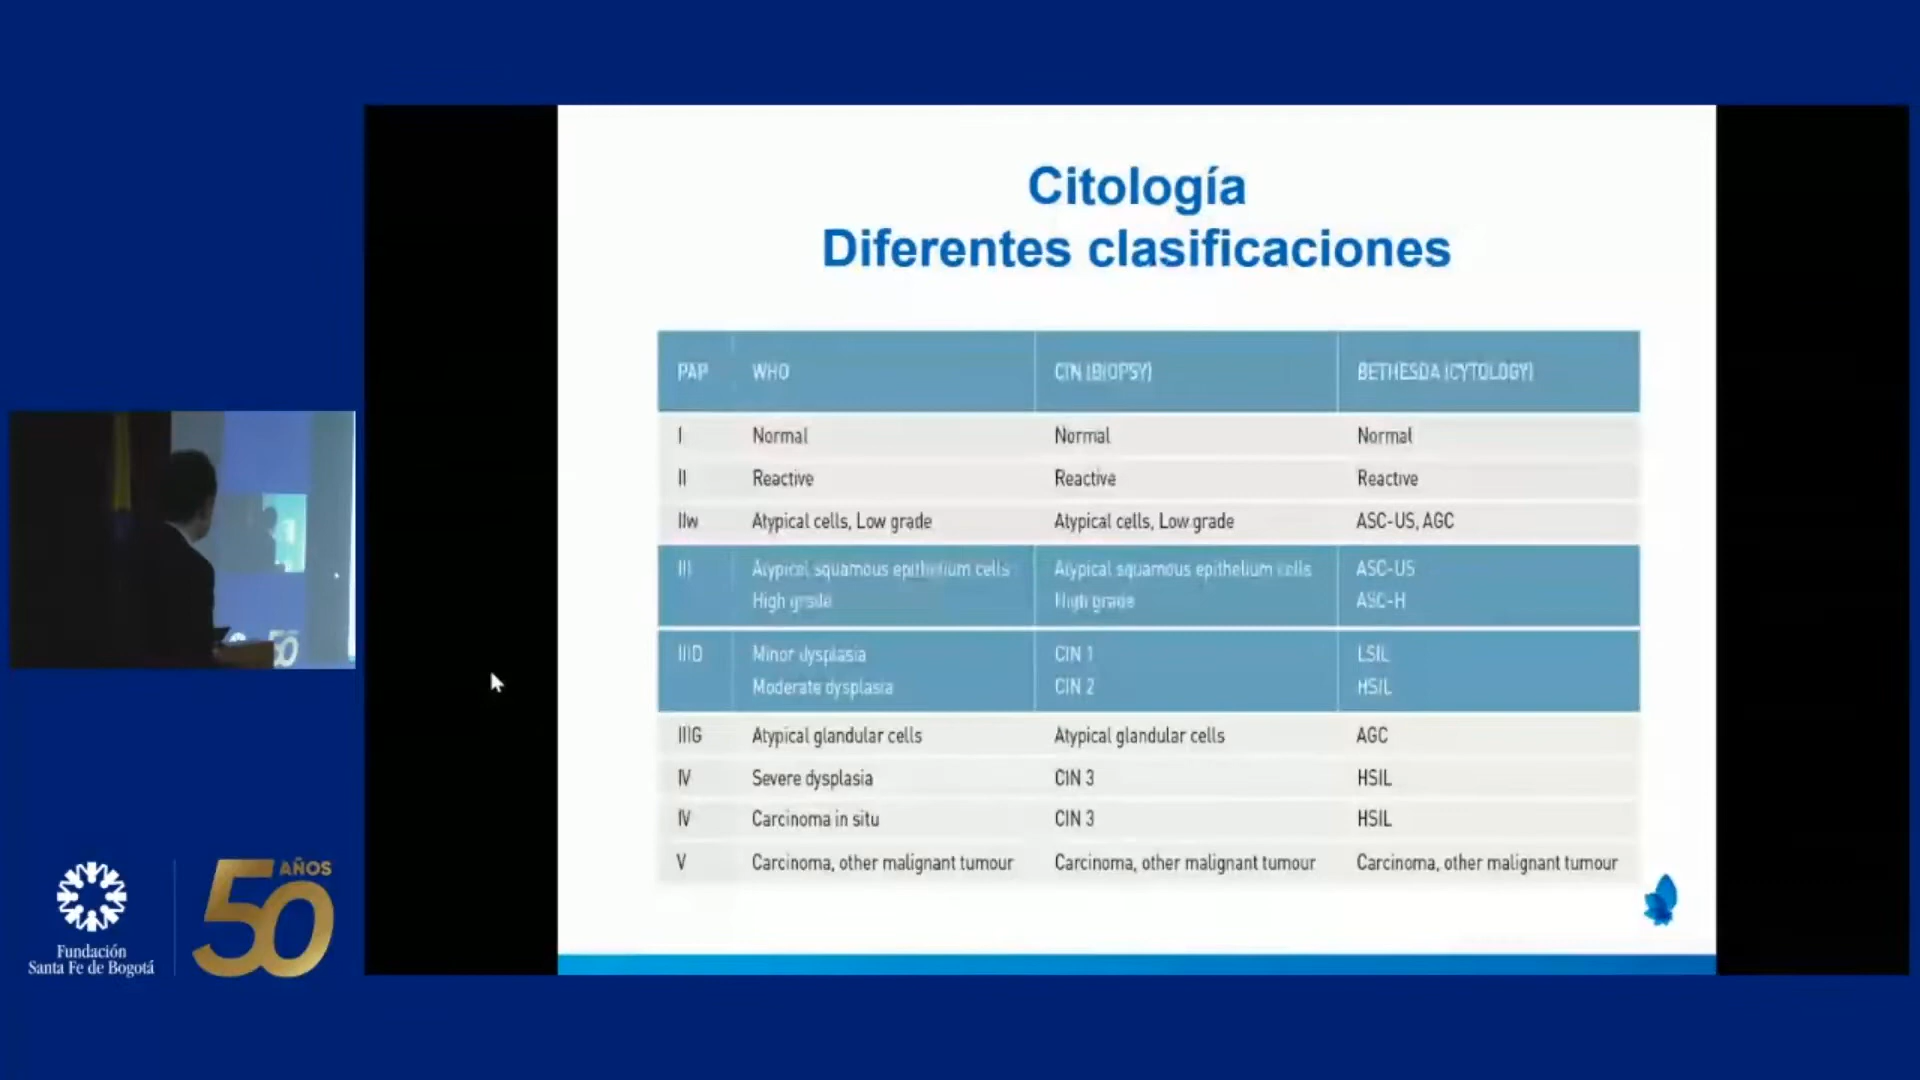 Citología
Diferentes clasificaciones
PAP WHO CIN (BIOPSY) BETHESDA (CYTOLOGY)
I Normal Normal Normal
II Reactive Reactive Reactive
IIw Atypical cells, Low grade Atypical cells, Low grade ASC-US, AGC
III Atypical squamous epithelium cells Atypical squamous epithelium cells ASC-US
High grade High grade ASC-H
IIID Minor dysplasia CIN 1 LSIL
Moderate dysplasia CIN 2 HSIL
IIIG Atypical glandular cells Atypical glandular cells AGC
IV Severe dysplasia CIN 3 HSIL
IV Carcinoma in situ CIN 3 HSIL
V Carcinoma, other malignant tumour Carcinoma, other malignant tumour Carcinoma, other malignant tumour
50
Fundación
Santa Fe de Bogotá
50 AÑOS